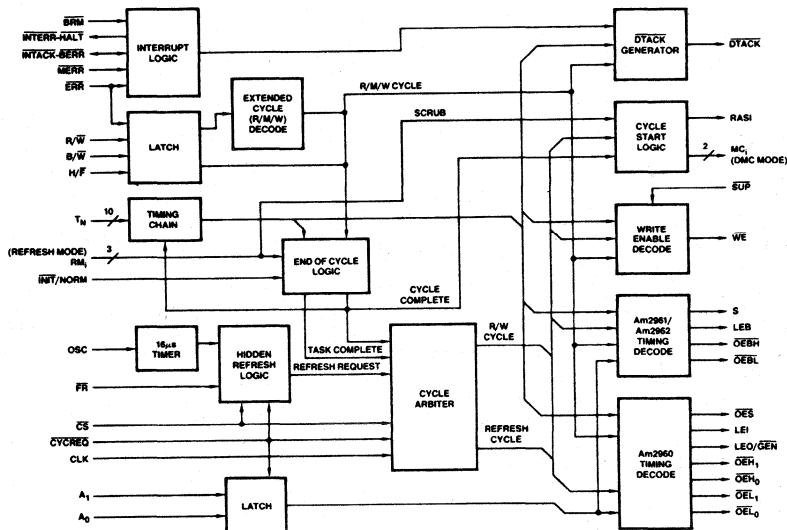 BRM
INTERR-HALT
INTACK-BERR
MERR
ERR
R/W
B/W
H/F
T_N
10
(REFRESH MODE)
RM_i
3
INIT/NORM
OSC
FR
CS
CYCREQ
CLK
A_1
A_0
INTERRUPT
LOGIC
LATCH
EXTENDED
CYCLE
(R/M/W)
DECODE
R/M/W CYCLE
SCRUB
TIMING
CHAIN
END OF CYCLE
LOGIC
CYCLE
COMPLETE
16µs
TIMER
HIDDEN
REFRESH
LOGIC
TASK COMPLETE
REFRESH REQUEST
CYCLE
ARBITER
R/W
CYCLE
REFRESH
CYCLE
LATCH
DTACK
GENERATOR
DTACK
CYCLE
START
LOGIC
RASI
2
MC_i
(DMC MODE)
SUP
WRITE
ENABLE
DECODE
WE
Am2961/
Am2962
TIMING
DECODE
S
LEB
OEBH
OEBL
Am2960
TIMING
DECODE
OES
LEI
LEO/GEN
OEH_1
OEH_0
OEL_1
OEL_0